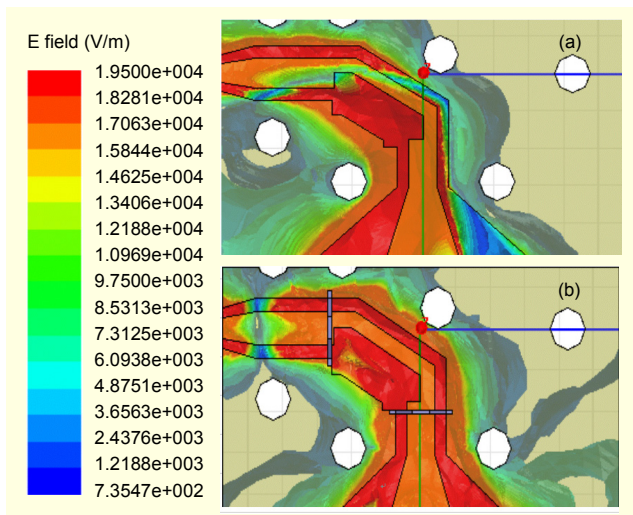 E field (V/m)
1.9500e+004
1.8281e+004
1.7063e+004
1.5844e+004
1.4625e+004
1.3406e+004
1.2188e+004
1.0969e+004
9.7500e+003
8.5313e+003
7.3125e+003
6.0938e+003
4.8751e+003
3.6563e+003
2.4376e+003
1.2188e+003
7.3547e+002
(a)
(b)